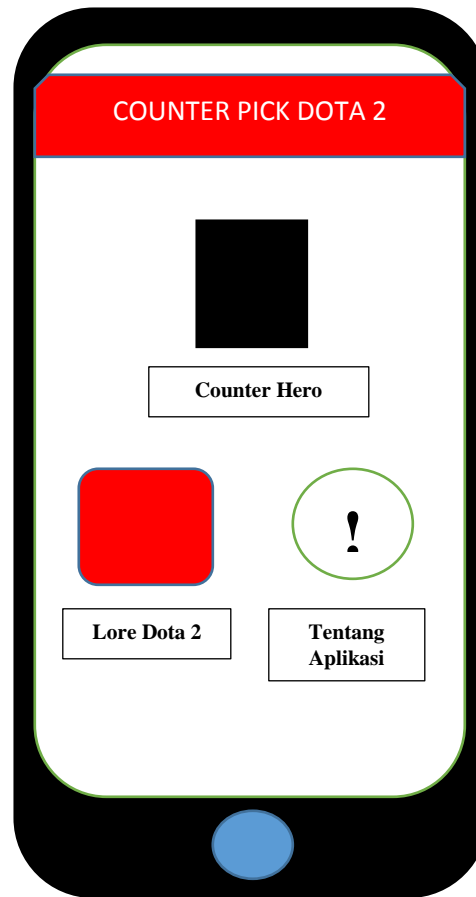 COUNTER PICK DOTA 2
Counter Hero
!
Lore Dota 2
Tentang
Aplikasi